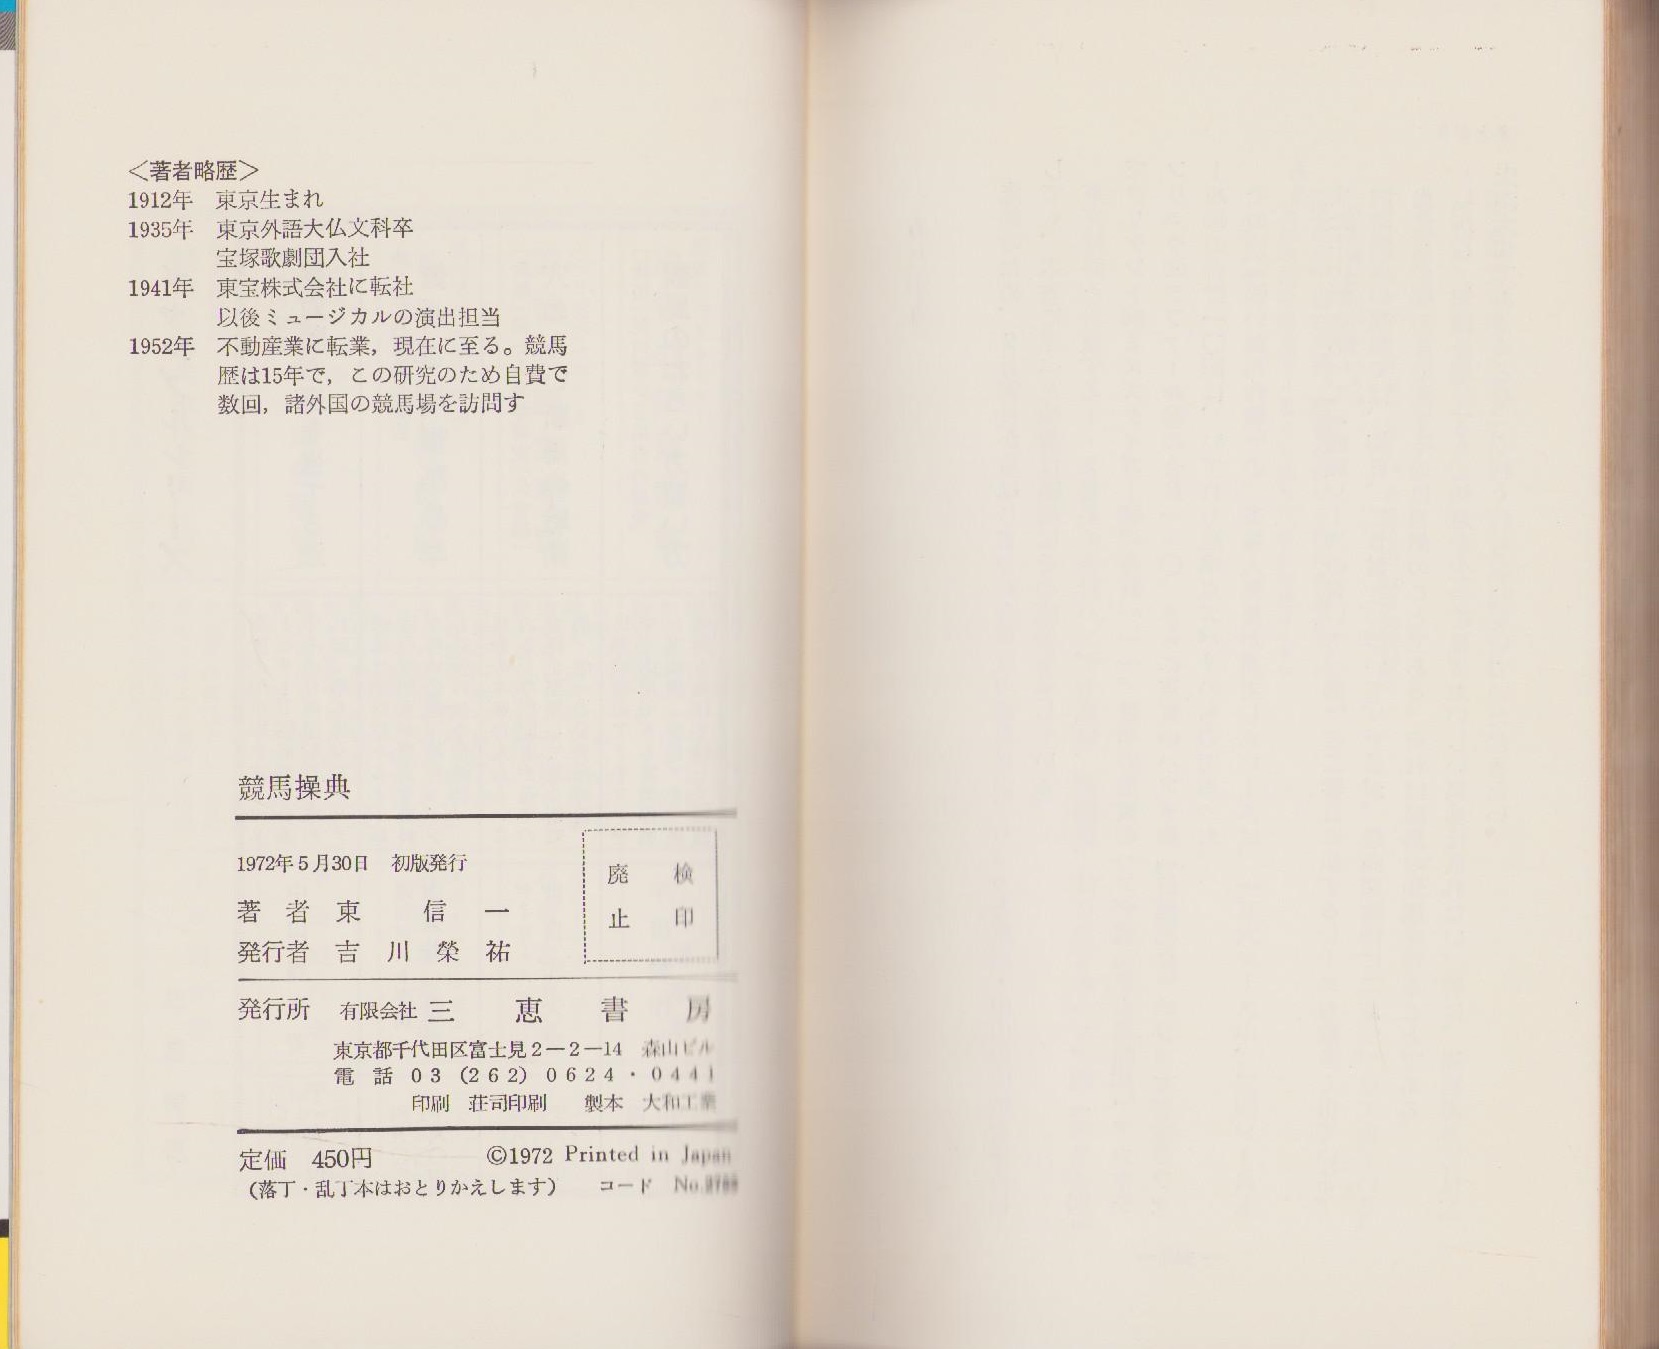 <著者略歴>
1912年 東京生まれ
1935年 東京外語大仏文科卒
宝塚歌劇団入社
1941年 東宝株式会社に転社
以後ミュージカルの演出担当
1952年 不動産業に転業,現在に至る。競馬
歴は15年で,この研究のため自費で
数回,諸外国の競馬場を訪問す
競馬操典
1972年5月30日 初版発行
著者 東 信一
発行者 吉川榮祐
検印
廃止
発行所 有限会社 三恵書房
東京都千代田区富士見2-2-14 森山ビル
電話 03 (262) 0624・0441
印刷 荘司印刷 製本 大和工業
定価 450円 ©1972 Printed in Japan
(落丁・乱丁本はおとりかえします) コード No.